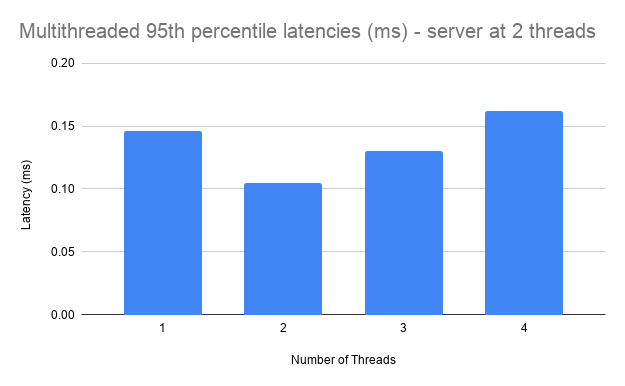 Multithreaded 95th percentile latencies (ms) - server at 2 threads
0.20
0.15
0.10
0.05
0.00
Latency (ms)
1 2 3 4
Number of Threads